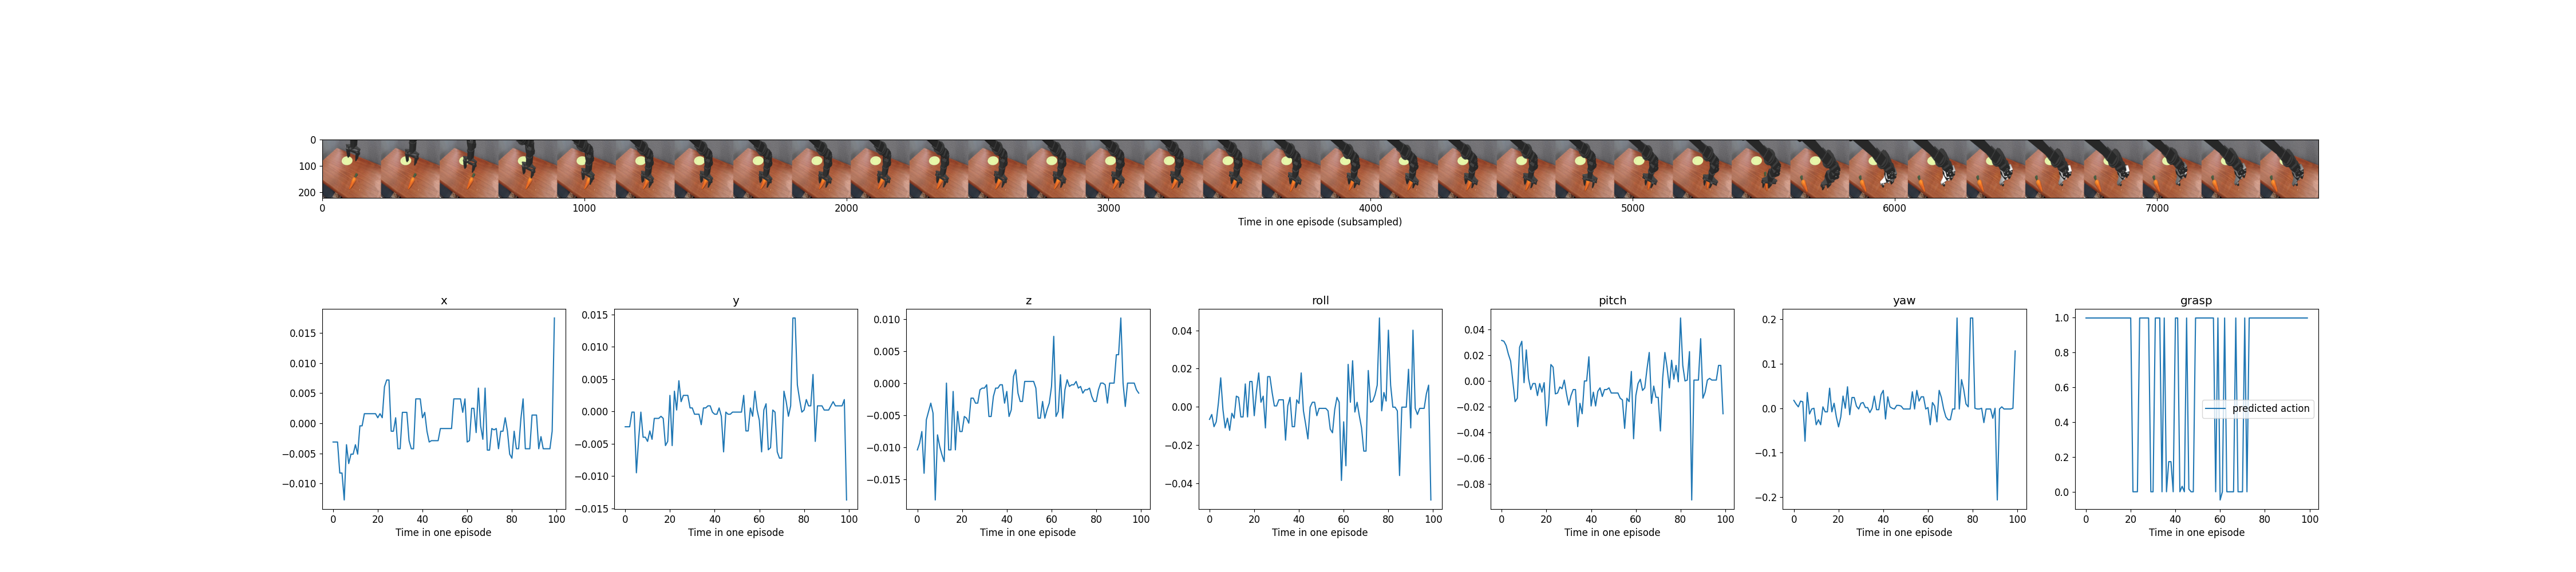 0
100
200
0 1000 2000 3000 4000 5000 6000 7000
Time in one episode (subsampled)
x
0.015
0.010
0.005
0.000
−0.005
−0.010
0 20 40 60 80 100
Time in one episode
y
0.015
0.010
0.005
0.000
−0.005
−0.010
−0.015
0 20 40 60 80 100
Time in one episode
z
0.010
0.005
0.000
−0.005
−0.010
−0.015
0 20 40 60 80 100
Time in one episode
roll
0.04
0.02
0.00
−0.02
−0.04
0 20 40 60 80 100
Time in one episode
pitch
0.04
0.02
0.00
−0.02
−0.04
−0.06
−0.08
0 20 40 60 80 100
Time in one episode
yaw
0.2
0.1
0.0
−0.1
−0.2
0 20 40 60 80 100
Time in one episode
grasp
1.0
0.8
0.6
0.4
0.2
0.0
predicted action
0 20 40 60 80 100
Time in one episode